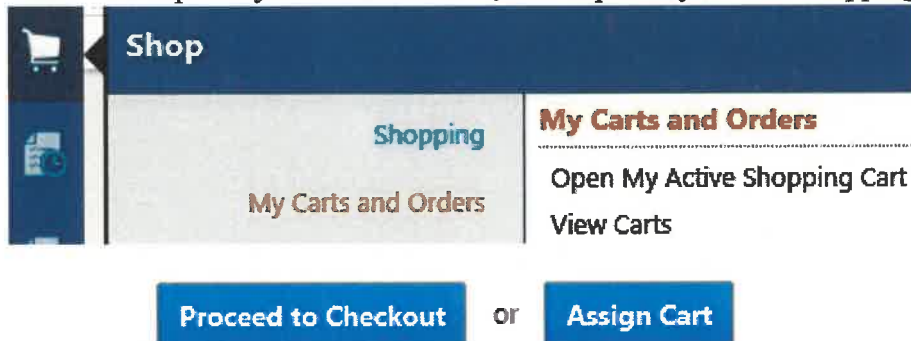 Shop
Shopping
My Carts and Orders
My Carts and Orders
Open My Active Shopping Cart
View Carts
Proceed to Checkout or Assign Cart